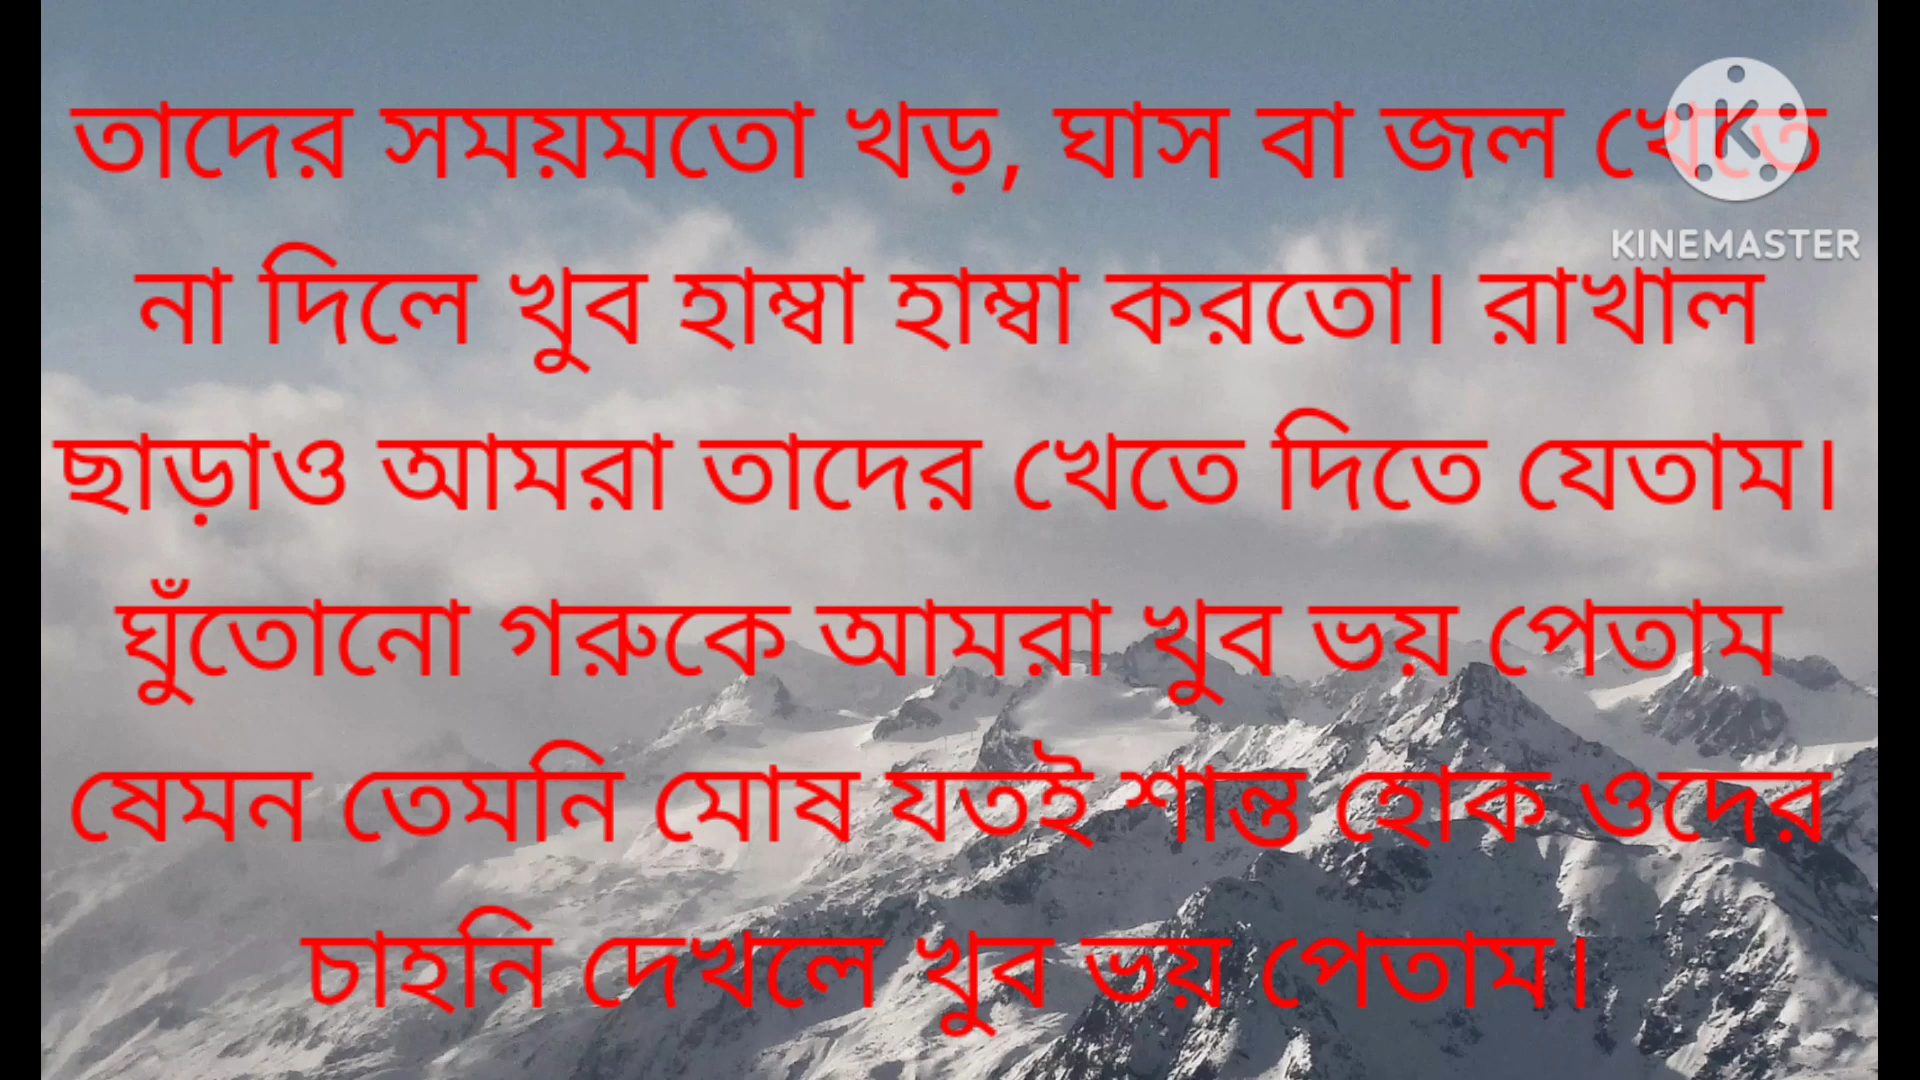 তাদের সময়মতো খড়, ঘাস বা জল খেতে
KINEMASTER
না দিলে খুব হাম্বা হাম্বা করতো। রাখাল
ছাড়াও আমরা তাদের খেতে দিতে যেতাম।
ঘুঁতোনো গরুকে আমরা খুব ভয় পেতাম
ষেমন তেমনি মোষ যতই শান্ত হোক ওদের
চাহনি দেখলে খুব ভয় পেতাম।